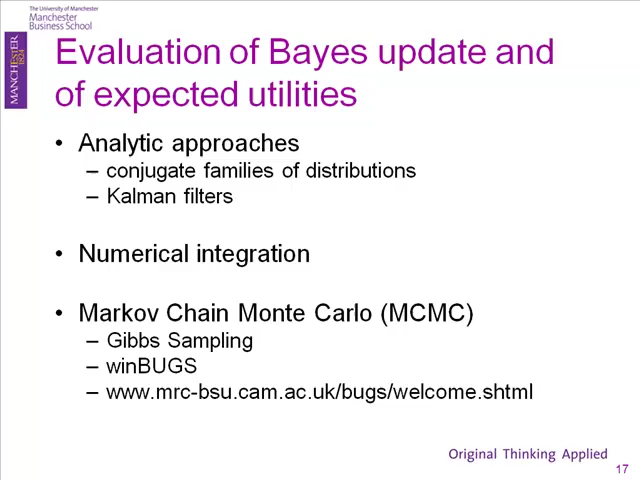 The University of Manchester
Manchester
Business School
MANCHESTER
1824
Evaluation of Bayes update and
of expected utilities
• Analytic approaches
– conjugate families of distributions
– Kalman filters
• Numerical integration
• Markov Chain Monte Carlo (MCMC)
– Gibbs Sampling
– winBUGS
– www.mrc-bsu.cam.ac.uk/bugs/welcome.shtml
Original Thinking Applied
17